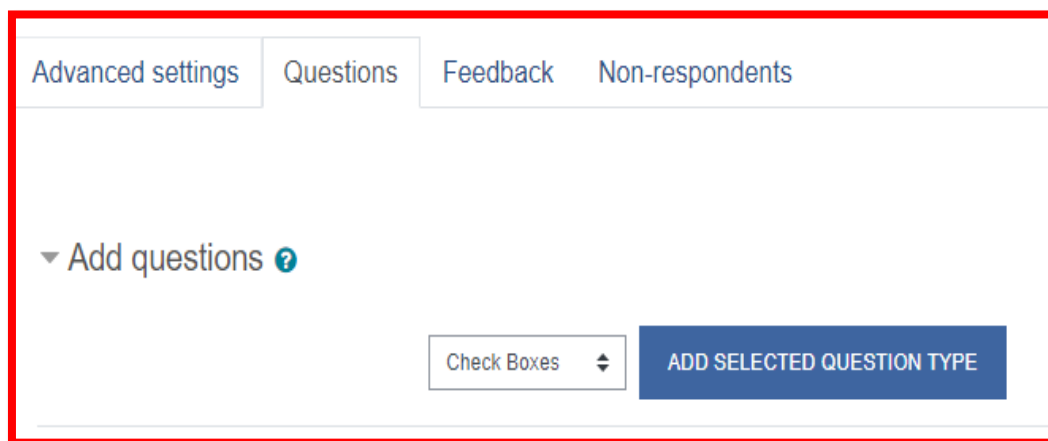 Advanced settings Questions Feedback Non-respondents
Add questions ?
Check Boxes ADD SELECTED QUESTION TYPE